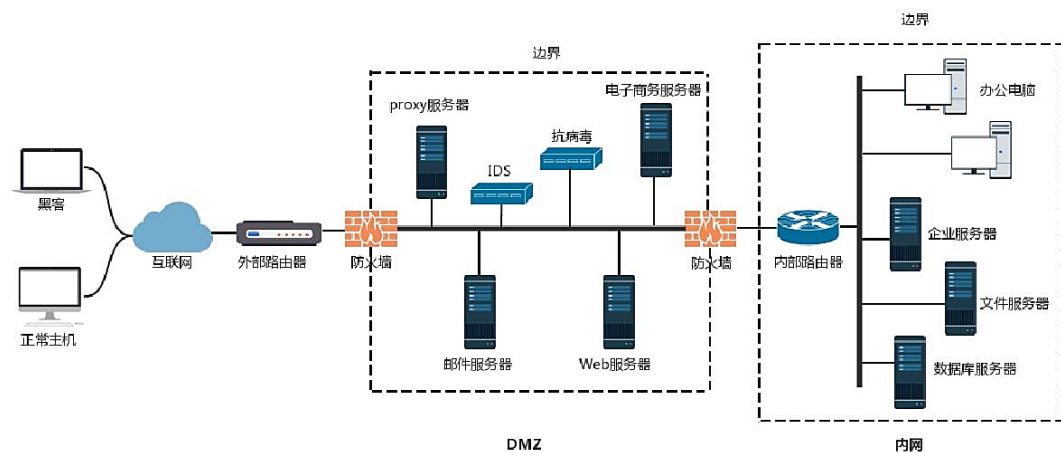 边界
边界
proxy服务器
电子商务服务器
办公电脑
抗病毒
IDS
黑客
企业服务器
互联网
外部路由器
防火墙
防火墙
内部路由器
文件服务器
正常主机
邮件服务器
Web服务器
数据库服务器
DMZ
内网